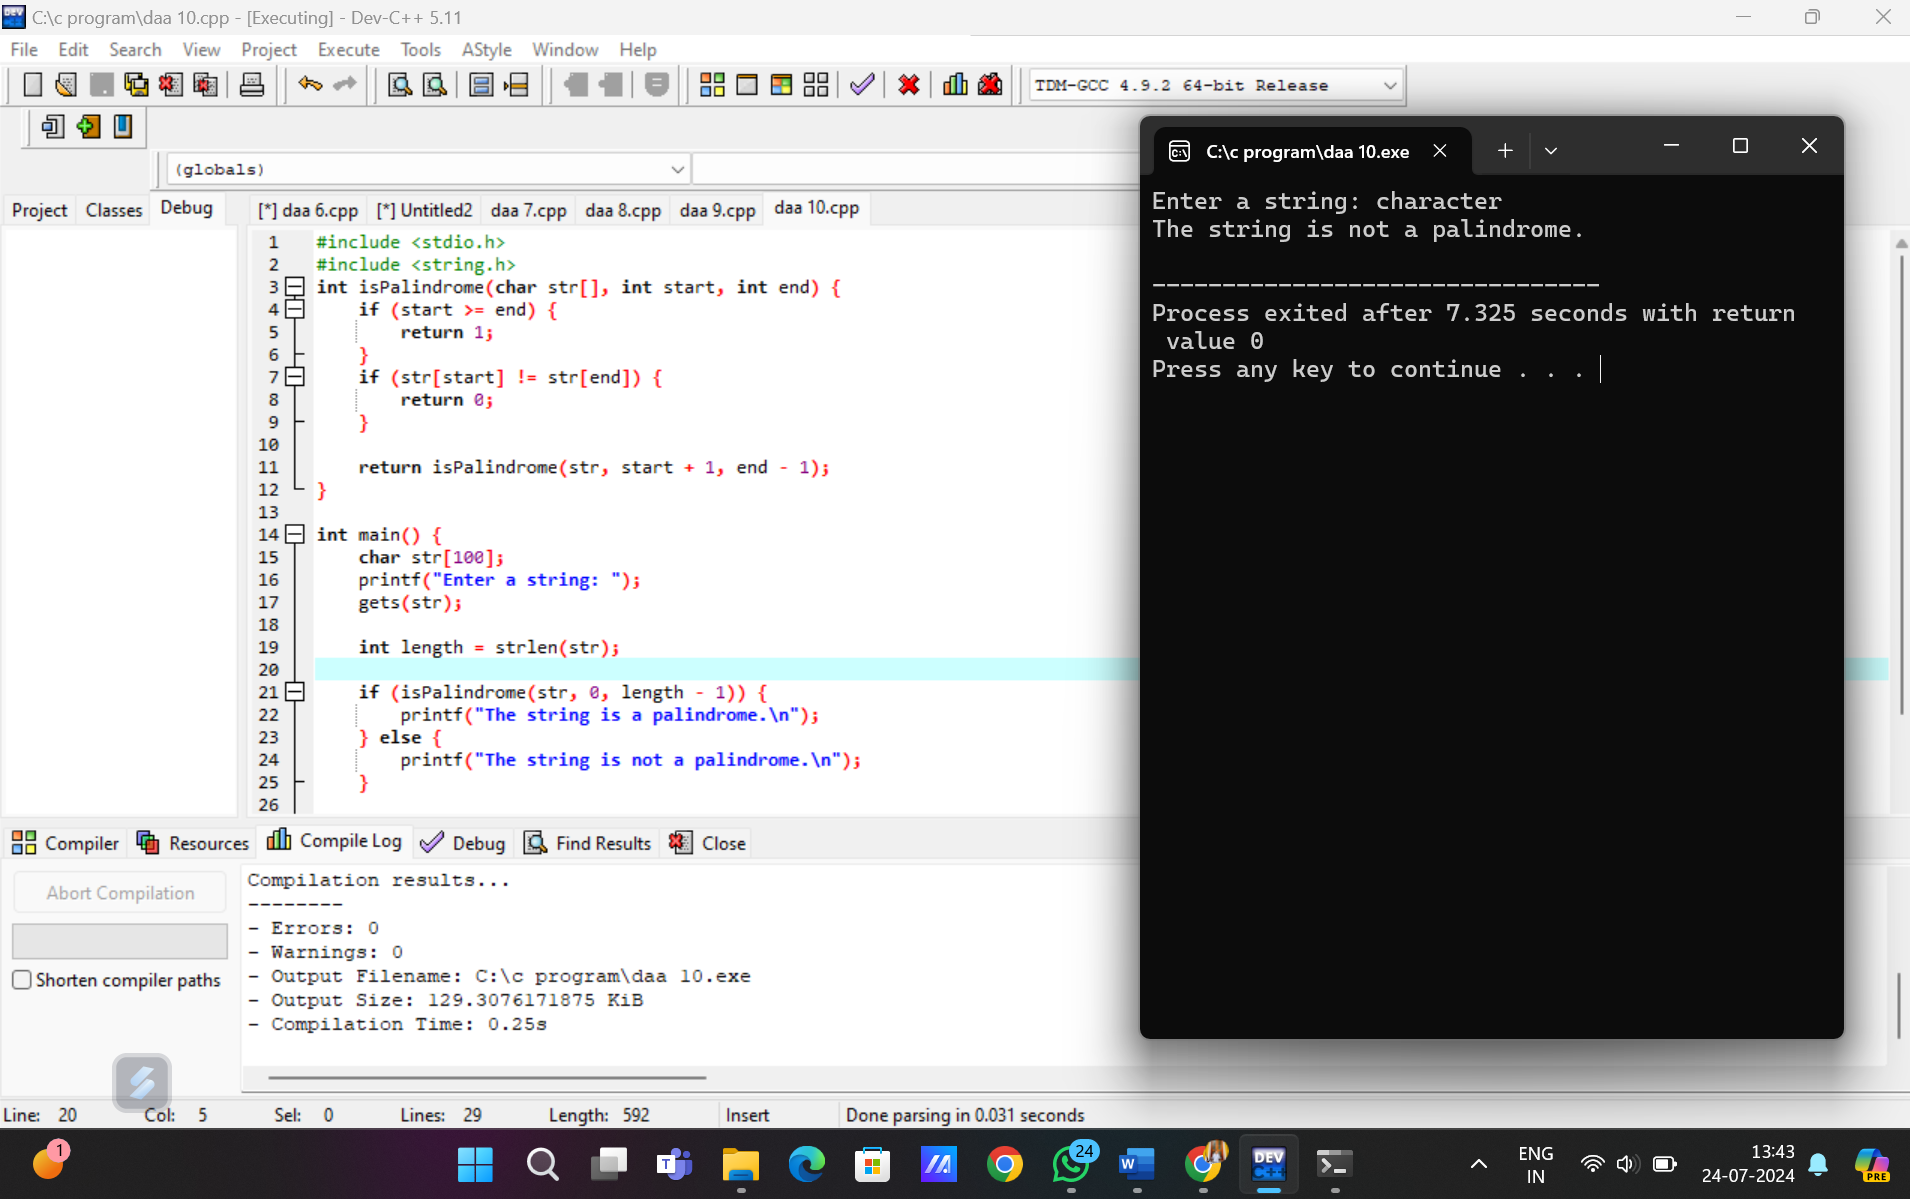 C:\c program\daa 10.cpp - [Executing] - Dev-C++ 5.11
File Edit Search View Project Execute Tools AStyle Window Help
TDM-GCC 4.9.2 64-bit Release
(globals)
Project Classes Debug
[*] daa 6.cpp [*] Untitled2 daa 7.cpp daa 8.cpp daa 9.cpp daa 10.cpp
1 #include <stdio.h>
2 #include <string.h>
3 int isPalindrome(char str[], int start, int end) {
4 if (start >= end) {
5 return 1;
6 }
7 if (str[start] != str[end]) {
8 return 0;
9 }
10
11 return isPalindrome(str, start + 1, end - 1);
12 }
13
14 int main() {
15 char str[100];
16 printf("Enter a string: ");
17 gets(str);
18
19 int length = strlen(str);
20
21 if (isPalindrome(str, 0, length - 1)) {
22 printf("The string is a palindrome.\n");
23 } else {
24 printf("The string is not a palindrome.\n");
25 }
26
C:\c program\daa 10.exe
Enter a string: character
The string is not a palindrome.
--------------------------------
Process exited after 7.325 seconds with return
value 0
Press any key to continue . . .
Compiler Resources Compile Log Debug Find Results Close
Abort Compilation
Shorten compiler paths
Compilation results...
--------
- Errors: 0
- Warnings: 0
- Output Filename: C:\c program\daa 10.exe
- Output Size: 129.3076171875 KiB
- Compilation Time: 0.25s
Line: 20 Col: 5 Sel: 0 Lines: 29 Length: 592 Insert Done parsing in 0.031 seconds
1
24
DEV
C++
PRE
ENG
IN
13:43
24-07-2024